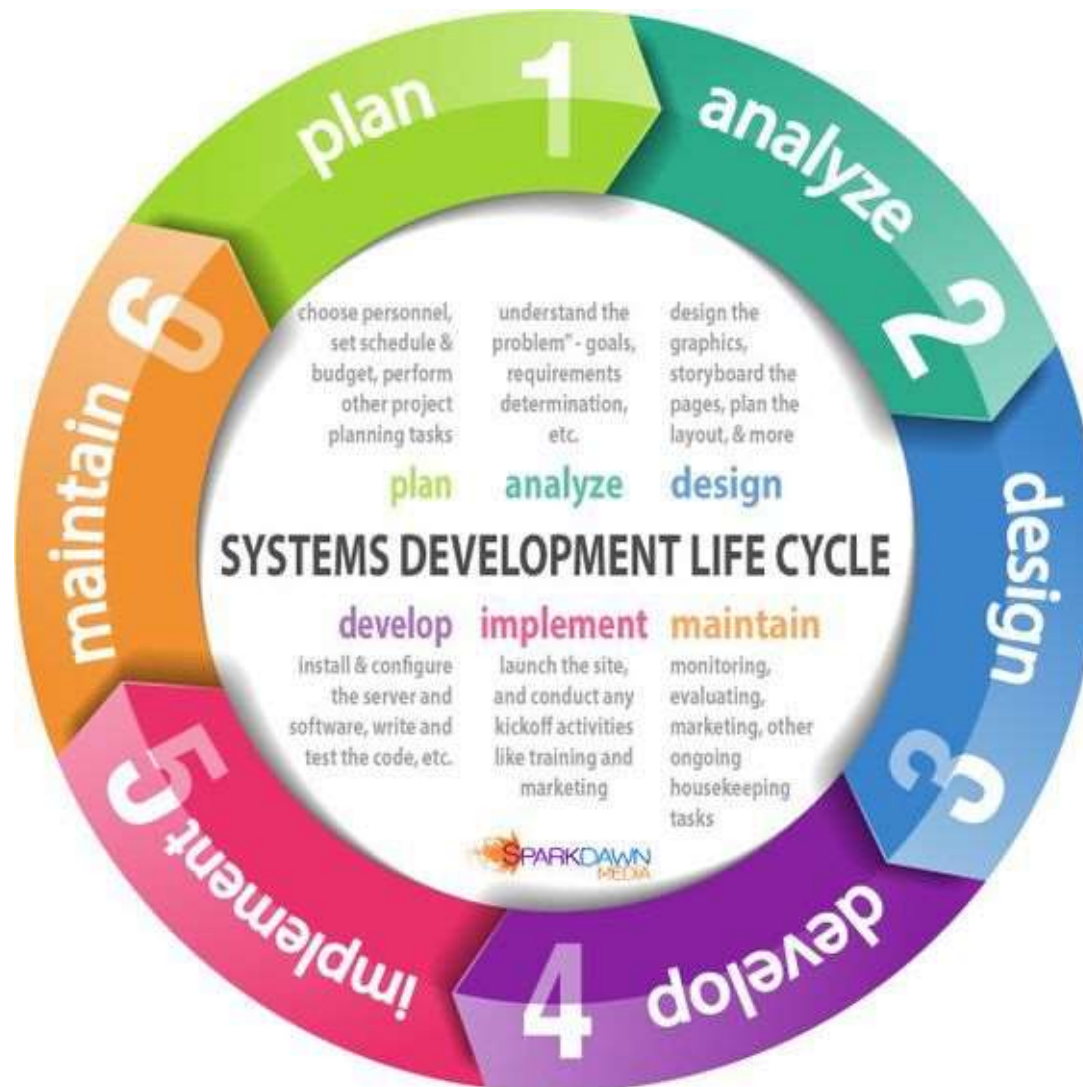 plan 1
analyze 2
design 3
develop 4
implement 5
maintain 6
choose personnel,
set schedule &
budget, perform
other project
planning tasks
plan
understand the
problem" - goals,
requirements
determination,
etc.
analyze
design the
graphics,
storyboard the
pages, plan the
layout, & more
design
SYSTEMS DEVELOPMENT LIFE CYCLE
develop
install & configure
the server and
software, write and
test the code, etc.
implement
launch the site,
and conduct any
kickoff activities
like training and
marketing
maintain
monitoring,
evaluating,
marketing, other
ongoing
housekeeping
tasks
SPARKDAWN
MEDIA